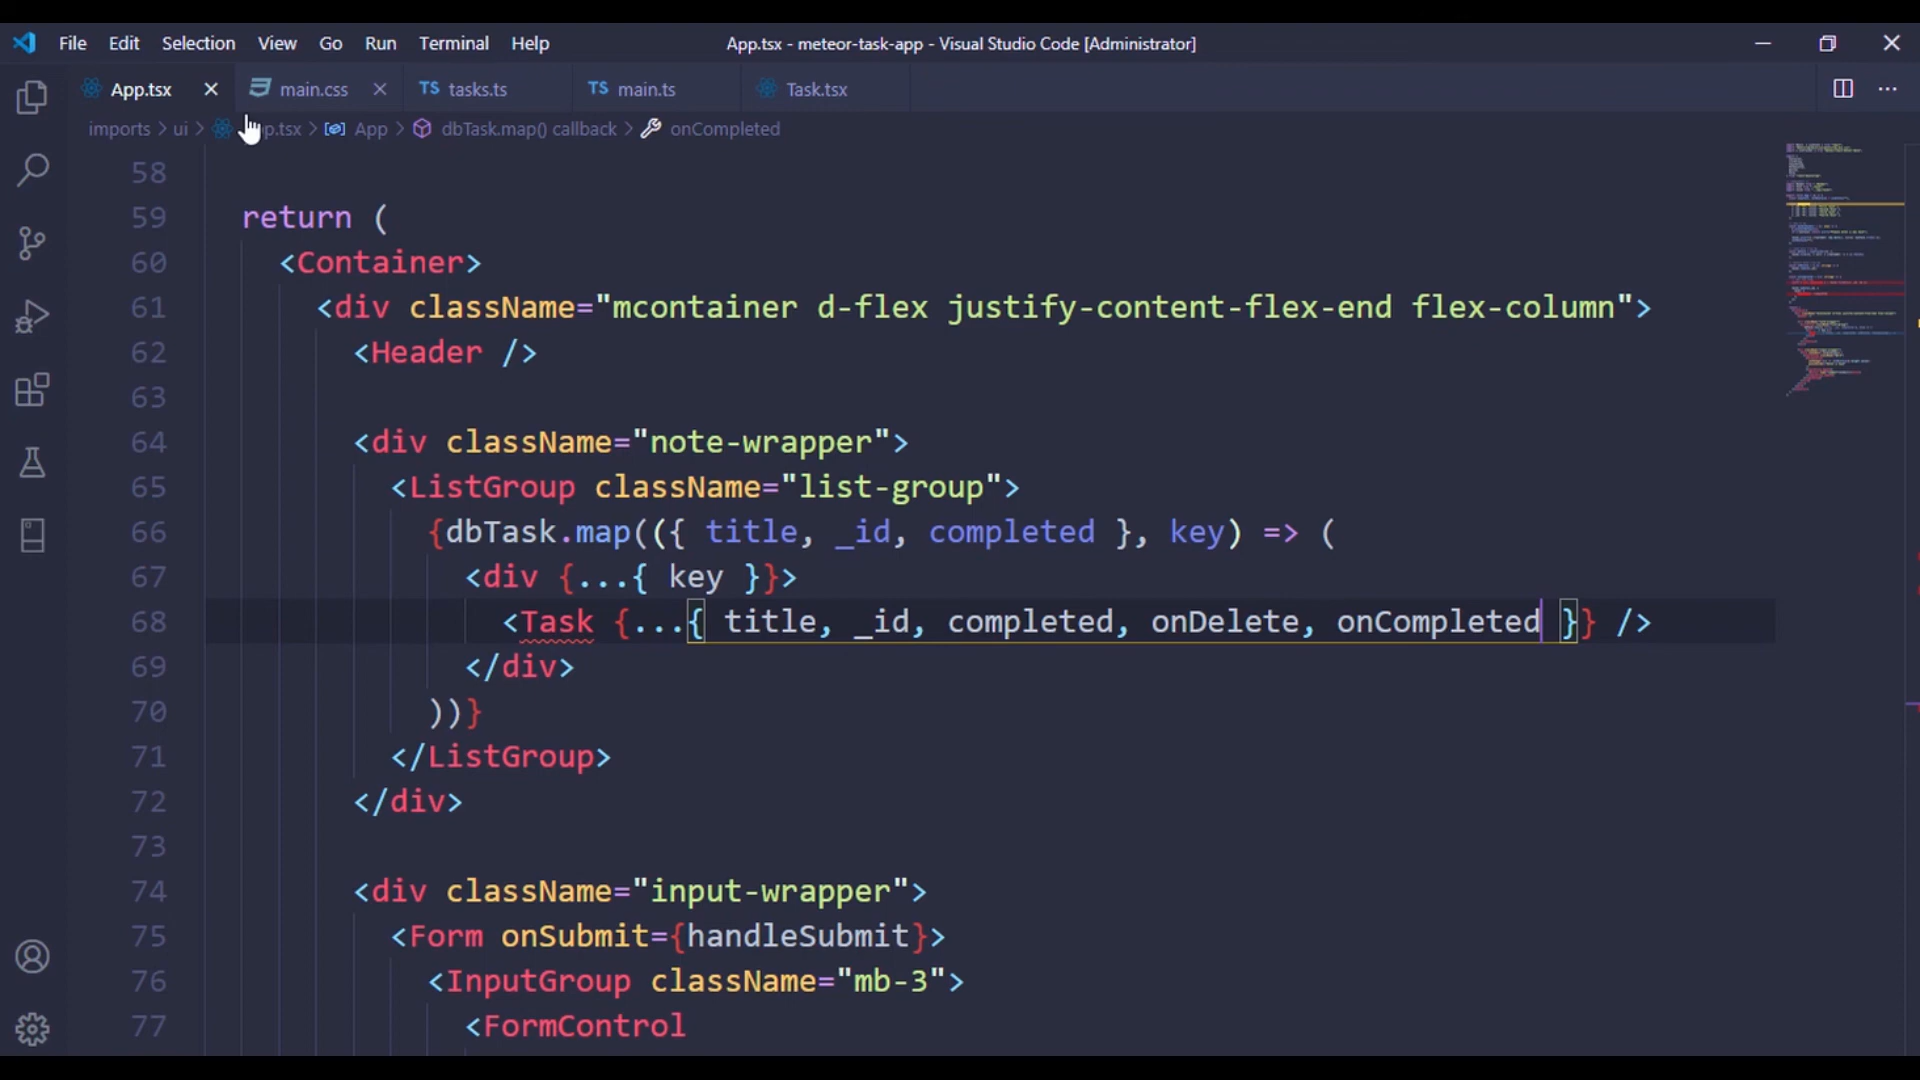 File Edit Selection View Go Run Terminal Help App.tsx - meteor-task-app - Visual Studio Code [Administrator]
App.tsx main.css TS tasks.ts TS main.ts Task.tsx
imports > ui > App.tsx > App > dbTask.map() callback > onCompleted
58
59 return (
60 <Container>
61 <div className="mcontainer d-flex justify-content-flex-end flex-column">
62 <Header />
63
64 <div className="note-wrapper">
65 <ListGroup className="list-group">
66 {dbTask.map(({ title, _id, completed }, key) => (
67 <div {...{ key }}>
68 <Task {...{ title, _id, completed, onDelete, onCompleted }} />
69 </div>
70 ))}
71 </ListGroup>
72 </div>
73
74 <div className="input-wrapper">
75 <Form onSubmit={handleSubmit}>
76 <InputGroup className="mb-3">
77 <FormControl